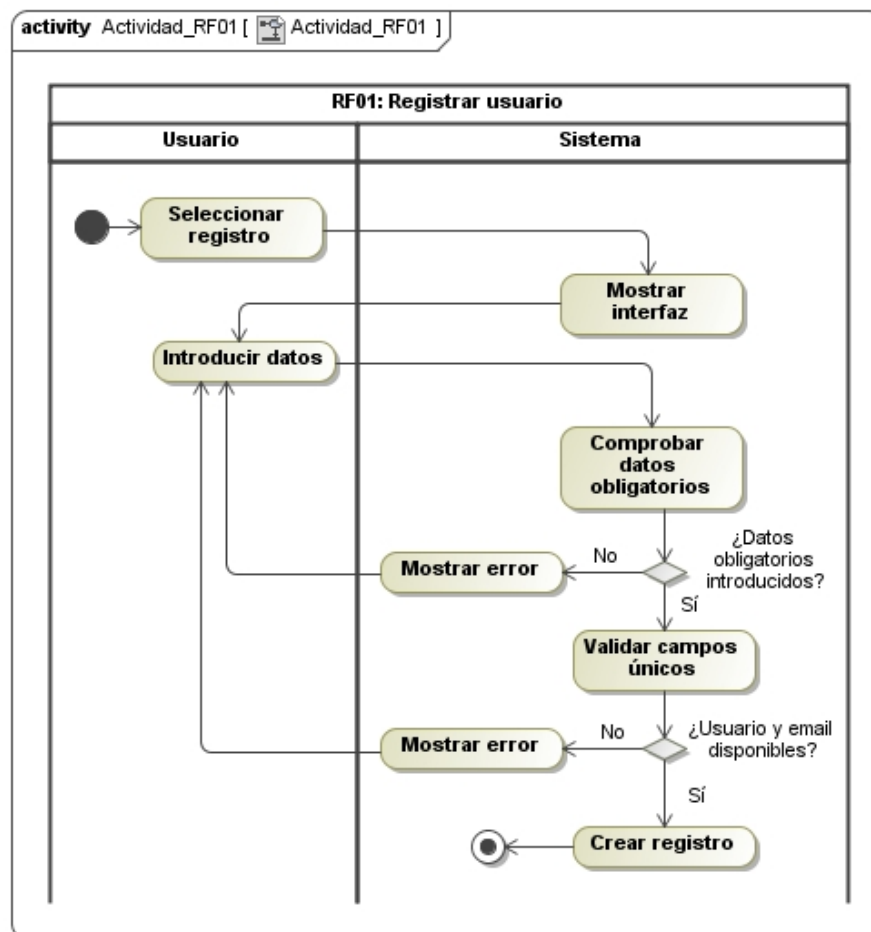 activity Actividad_RF01 [ Actividad_RF01 ]
RF01: Registrar usuario
Usuario
Sistema
Seleccionar
registro
Mostrar
interfaz
Introducir datos
Comprobar
datos
obligatorios
¿Datos
obligatorios
introducidos?
No
Mostrar error
Sí
Validar campos
únicos
¿Usuario y email
disponibles?
No
Mostrar error
Sí
Crear registro